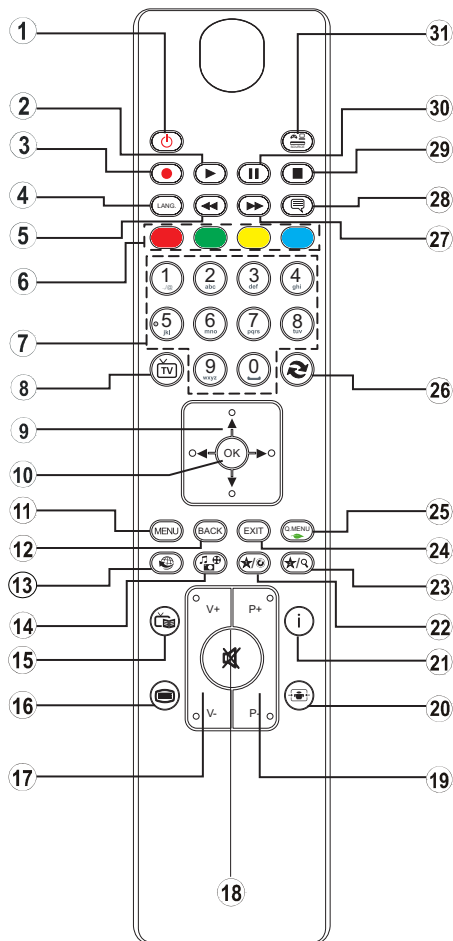 1
31
2
30
3
29
4
LANG.
28
5
27
6
1
./@
2
abc
3
def
4
ghi
7
5
jkl
6
mno
7
pqrs
8
tuv
8
TV
9
wxyz
0
26
9
10
OK
11
MENU
BACK
EXIT
Q.MENU
25
12
24
13
23
14
22
V+
P+
15
i
21
16
20
V-
P-
17
19
18